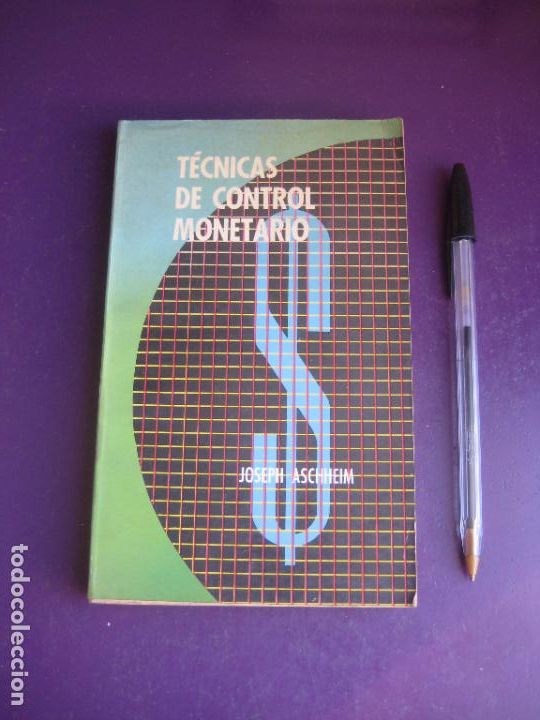 TÉCNICAS
DE CONTROL
MONETARIO
JOSEPH ASCHHEIM
todocoleccion